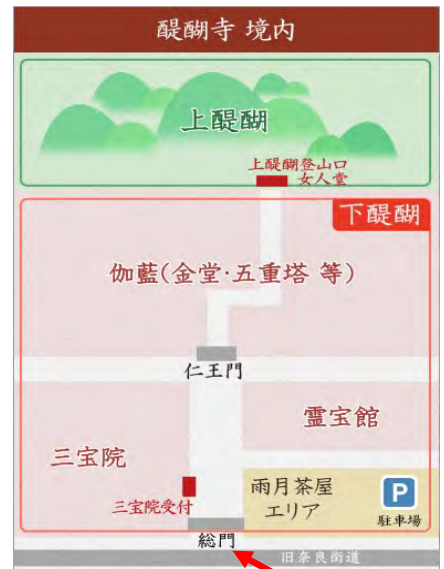 醍醐寺 境内
上醍醐
上醍醐登山口
女人堂
下醍醐
伽藍(金堂·五重塔 等)
仁王門
霊宝館
三宝院
三宝院受付
雨月茶屋
エリア
P
駐車場
総門
旧奈良街道